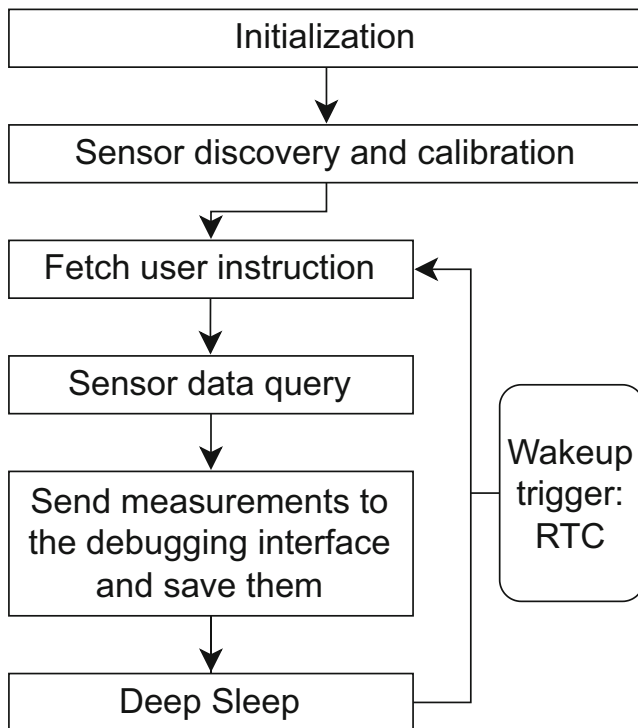 Initialization
Sensor discovery and calibration
Fetch user instruction
Sensor data query
Send measurements to
the debugging interface
and save them
Deep Sleep
Wakeup
trigger:
RTC